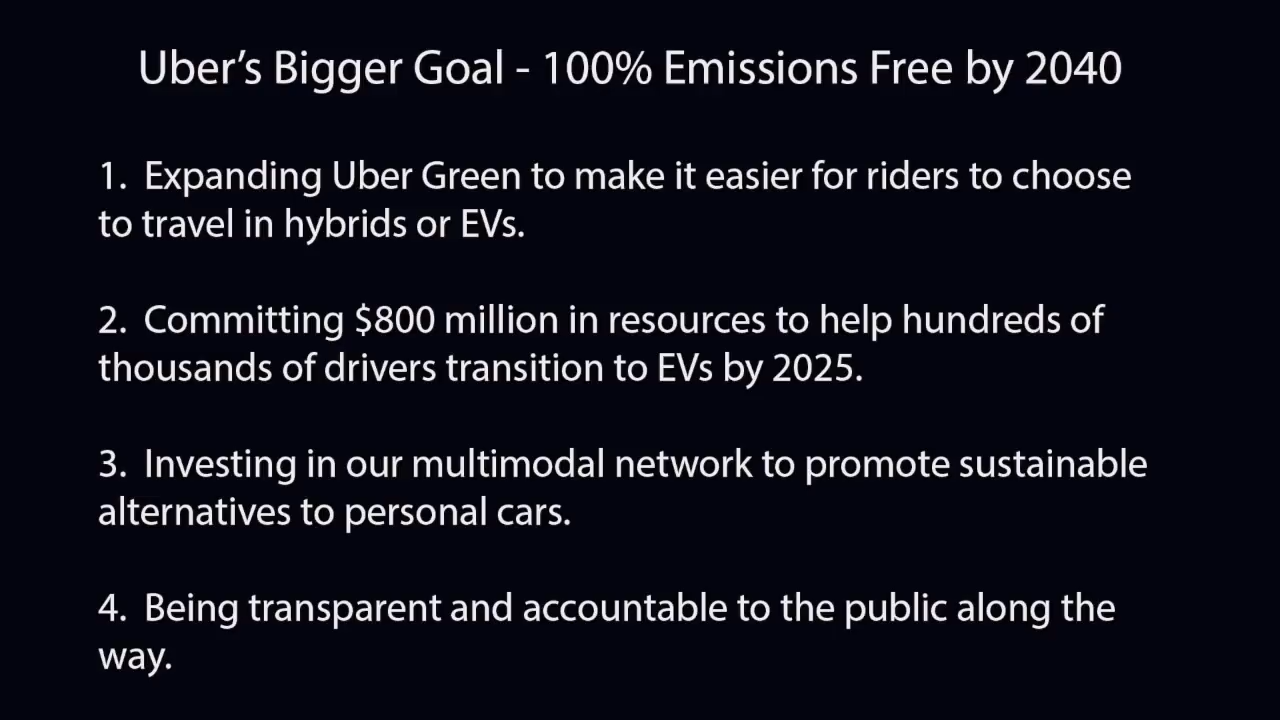 Uber’s Bigger Goal - 100% Emissions Free by 2040
1. Expanding Uber Green to make it easier for riders to choose
to travel in hybrids or EVs.
2. Committing $800 million in resources to help hundreds of
thousands of drivers transition to EVs by 2025.
3. Investing in our multimodal network to promote sustainable
alternatives to personal cars.
4. Being transparent and accountable to the public along the
way.